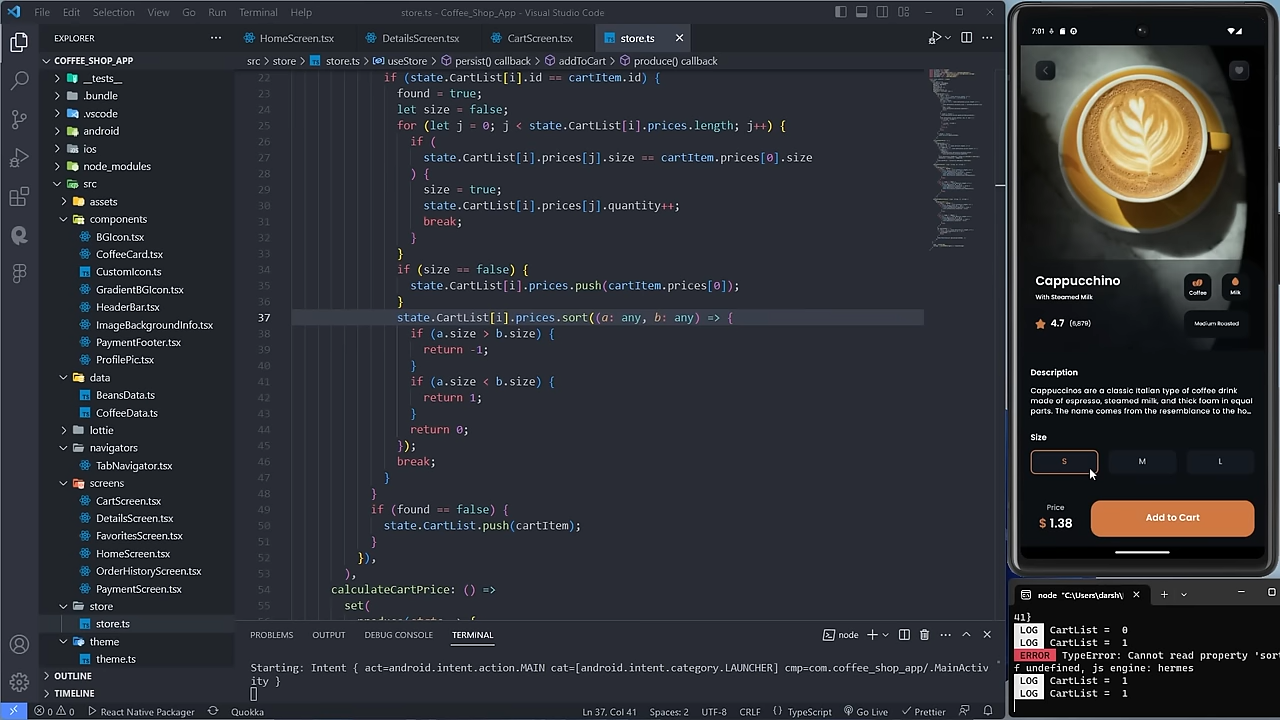 File Edit Selection View Go Run Terminal Help
store.ts - Coffee_Shop_App - Visual Studio Code
EXPLORER
COFFEE_SHOP_APP
__tests__
.bundle
.vscode
ios
src
components
BGIcon.tsx
CoffeeCard.tsx
CustomIcon.ts
GradientBGIcon.tsx
HeaderBar.tsx
ImageBackgroundInfo.tsx
PaymentFooter.tsx
ProfilePic.tsx
data
BeansData.ts
CoffeeData.ts
lottie
navigators
TabNavigator.tsx
screens
CartScreen.tsx
DetailsScreen.tsx
FavoritesScreen.tsx
HomeScreen.tsx
OrderHistoryScreen.tsx
PaymentScreen.tsx
store
store.ts
theme
theme.ts
OUTLINE
TIMELINE
HomeScreen.tsx DetailsScreen.tsx CartScreen.tsx store.ts
src > store > store.ts > useStore > persit() callback > addToCart > produce() callback
22 if (state.CartList[i].id == cartItem.id) {
23 found = true;
24 let size = false;
25 for (let j = 0; j < state.CartList[i].prices.length; j++) {
26 if (
27 state.CartList[i].prices[j].size == cartItem.prices[0].size
28 ) {
29 size = true;
30 state.CartList[i].prices[j].quantity++;
31 break;
32 }
33 }
34 if (size == false) {
35 state.CartList[i].prices.push(cartItem.prices[0]);
36 }
37 state.CartList[i].prices.sort((a: any, b: any) => {
38 if (a.size > b.size) {
39 return -1;
40 }
41 if (a.size < b.size) {
42 return 1;
43 }
44 return 0;
45 });
46 break;
47 }
48 }
49 if (found == false) {
50 state.CartList.push(cartItem);
51 }
52 }),
53 ),
54 calculateCartPrice: () =>
55 set(
PROBLEMS OUTPUT DEBUG CONSOLE TERMINAL
node
Starting: Intent { act=android.intent.action.MAIN cat=[android.intent.category.LAUNCHER] cmp=com.coffee_shop_app/.MainActiv
ity }
0 0 React Native Packager Quokka
Ln 37, Col 41 Spaces: 2 UTF-8 CRLF TypeScript Go Live Prettier
7:01
Cappucchino
With Steamed Milk
Coffee
Milk
4.7 (6,879)
Medium Roasted
Description
Cappuccinos are a classic Italian type of coffee drink
made of espresso, steamed milk, and thick foam in equal
parts. The name comes from the resemblance to the ho...
Size
S M L
Price
$ 1.38
Add to Cart
node "C:\Users\darsh\
41}
LOG CartList = 0
LOG CartList = 1
ERROR TypeError: Cannot read property 'sor
f undefined, js engine: hermes
LOG CartList = 1
LOG CartList = 1